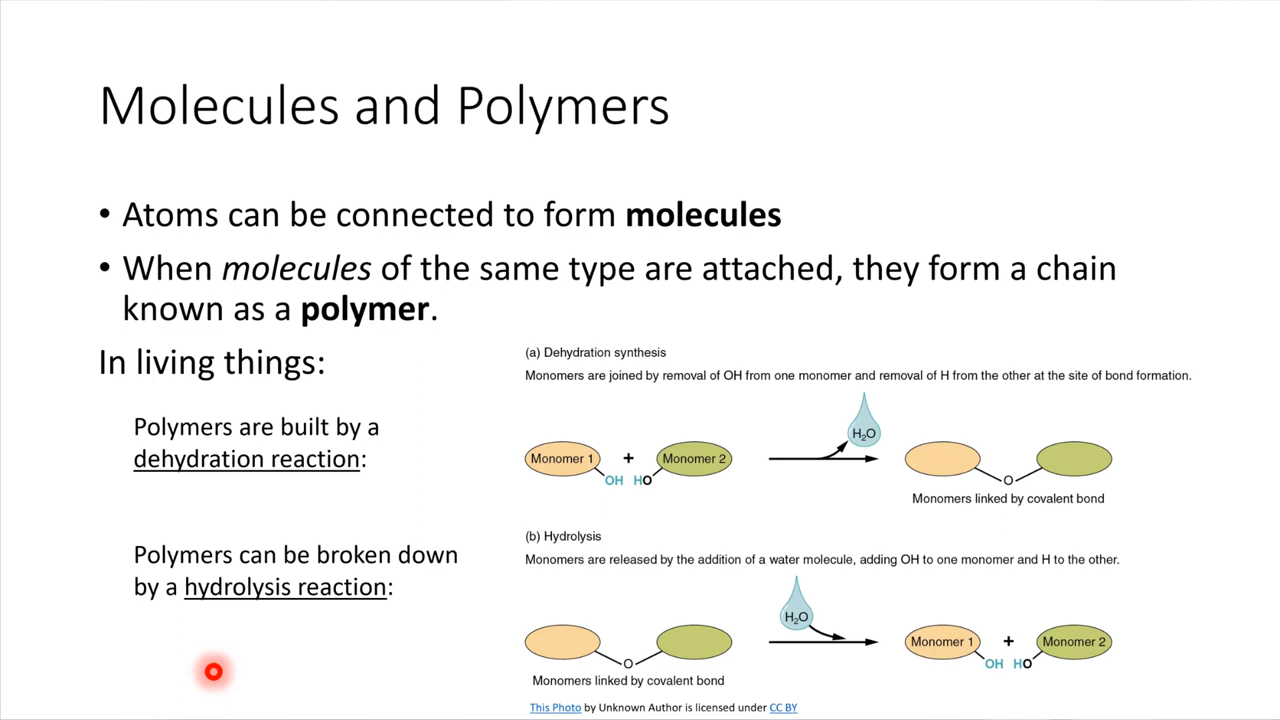 Molecules and Polymers
• Atoms can be connected to form molecules
• When molecules of the same type are attached, they form a chain
known as a polymer.
In living things:
Polymers are built by a
dehydration reaction:
(a) Dehydration synthesis
Monomers are joined by removal of OH from one monomer and removal of H from the other at the site of bond formation.
H₂O
Monomer 1 + Monomer 2
OH HO
O
Monomers linked by covalent bond
Polymers can be broken down
by a hydrolysis reaction:
(b) Hydrolysis
Monomers are released by the addition of a water molecule, adding OH to one monomer and H to the other.
H₂O
Monomer 1 + Monomer 2
O
OH HO
Monomers linked by covalent bond
This Photo by Unknown Author is licensed under CC BY